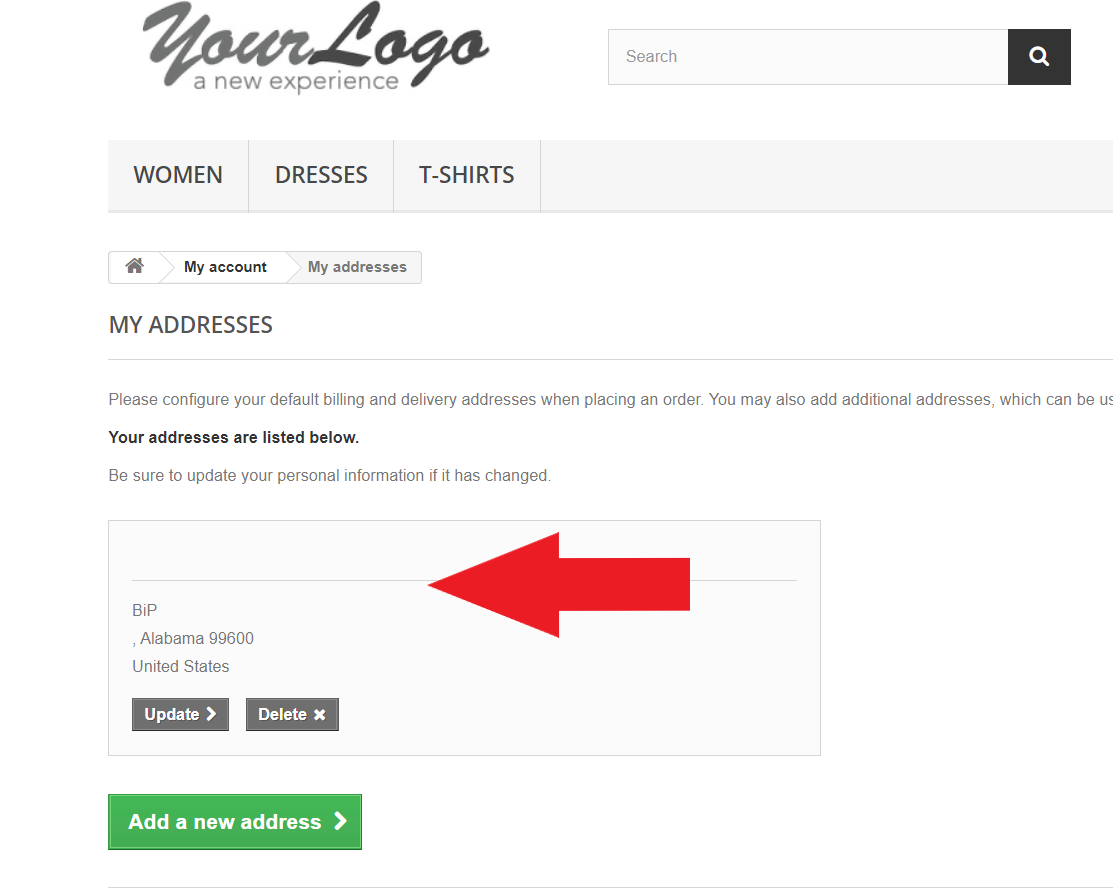 YourLogo
a new experience
Search
WOMEN
DRESSES
T-SHIRTS
My account
My addresses
MY ADDRESSES
Please configure your default billing and delivery addresses when placing an order. You may also add additional addresses, which can be
Your addresses are listed below.
Be sure to update your personal information if it has changed.
BiP
, Alabama 99600
United States
Update
Delete
Add a new address